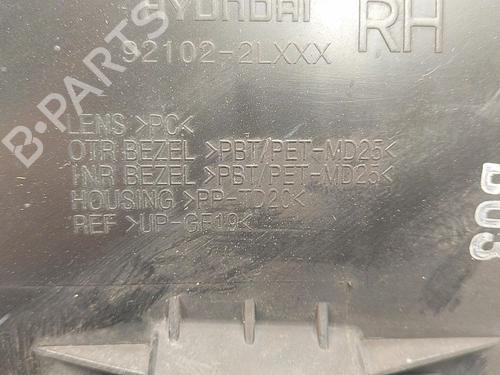 HYUNDAI RH
92102-2LXXX
LENS >PC<
OTR BEZEL >PBT/PET-MD25<
INR BEZEL >PBT/PET-MD25<
HOUSING >PP-TD20<
REF >UP-GF19<
B-PARTS